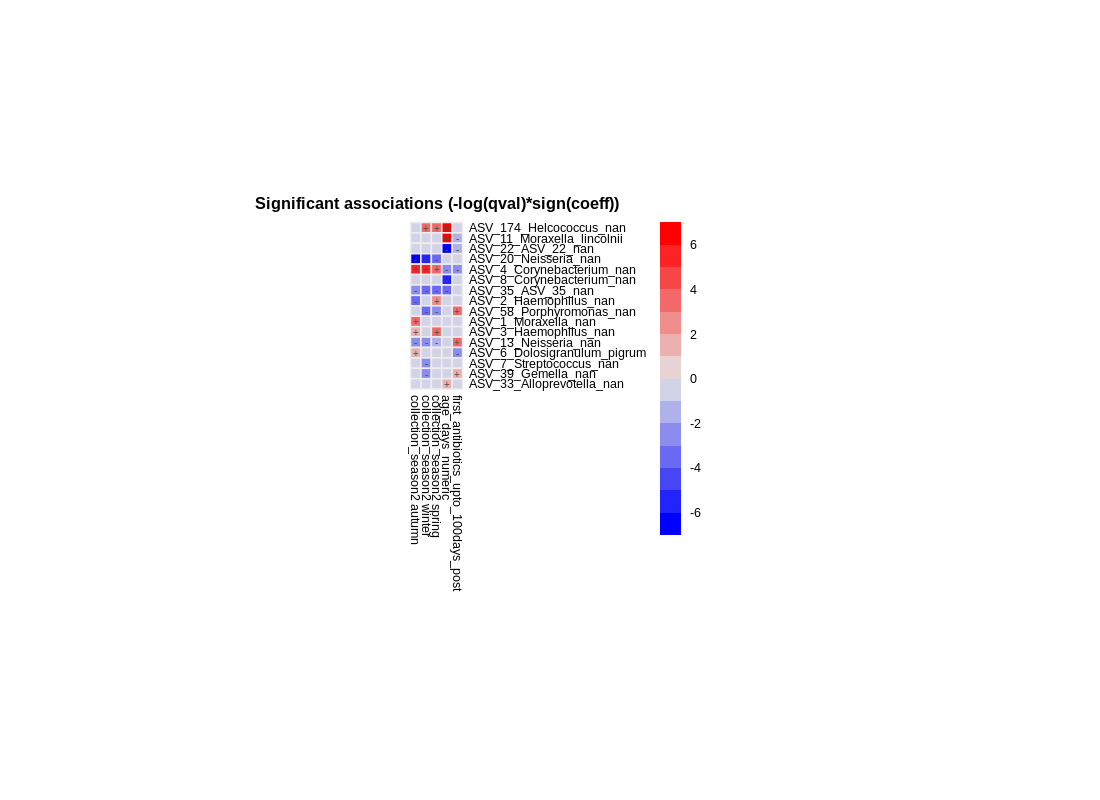 Significant associations (-log(qval)*sign(coeff))
ASV_174_Helcococcus_nan
ASV_11_Moraxella_lincolnii
ASV_22_ASV_22_nan
ASV_20_Neisseria_nan
ASV_4_Corynebacterium_nan
ASV_8_Corynebacterium_nan
ASV_35_ASV_35_nan
ASV_2_Haemophilus_nan
ASV_58_Porphyromonas_nan
ASV_1_Moraxella_nan
ASV_3_Haemophilus_nan
ASV_13_Neisseria_nan
ASV_6_Dolosigranulum_pigrum
ASV_7_Streptococcus_nan
ASV_39_Gemella_nan
ASV_33_Alloprevotella_nan
6
4
2
0
-2
-4
-6
collection_season2 autumn
collection_season2 winter
collection_season2 spring
age_days_numeric_
first_antibiotics_upto_100days_post